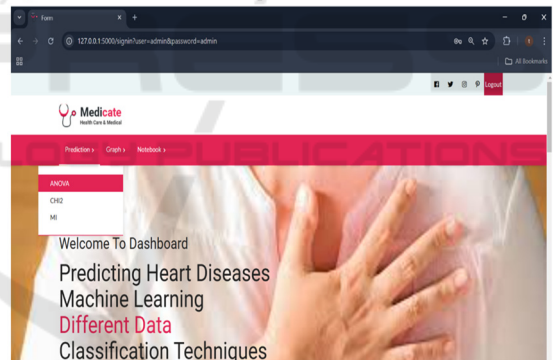 Form
127.0.0.1:5000/signin?user=admin&password=admin
All Bookmarks
Logout
Medicate
Health Care & Medical
Prediction > Graph > Notebook >
ANOVA
CHI2
MI
Welcome To Dashboard
Predicting Heart Diseases
Machine Learning
Different Data
Classification Techniques
PUBLICATIONS